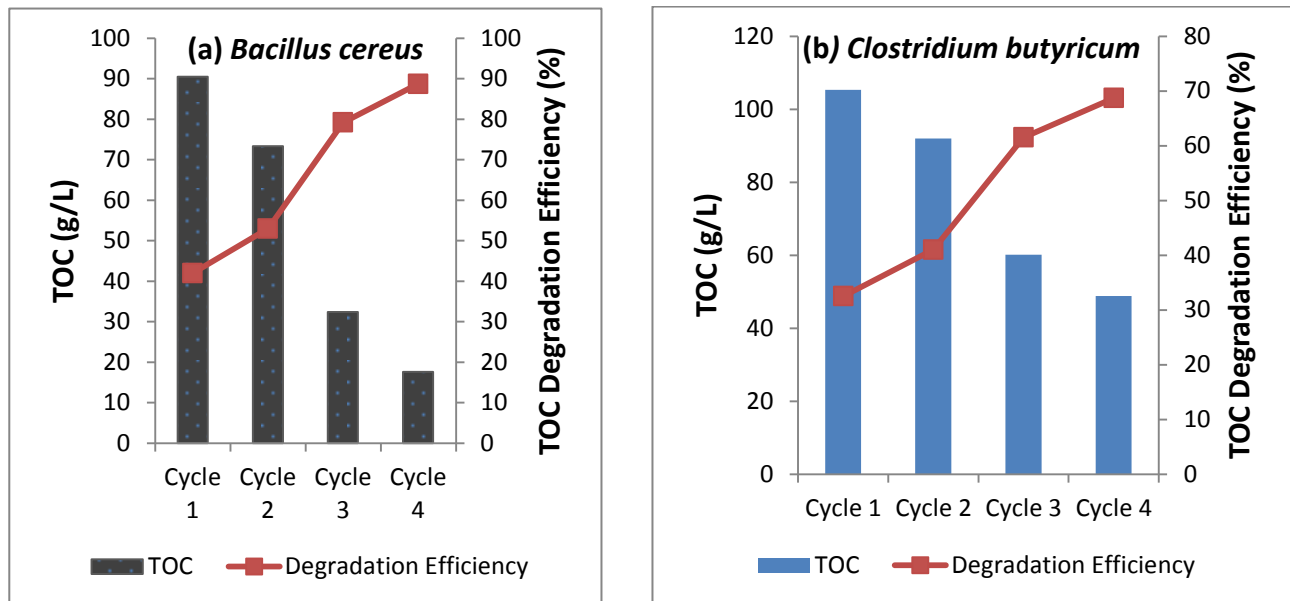 (a) Bacillus cereus
TOC (g/L)
100
90
80
70
60
50
40
30
20
10
0
TOC Degradation Efficiency (%)
100
90
80
70
60
50
40
30
20
10
0
Cycle 1
Cycle 2
Cycle 3
Cycle 4
TOC
Degradation Efficiency
(b) Clostridium butyricum
TOC (g/L)
120
100
80
60
40
20
0
TOC Degradation Efficiency (%)
80
70
60
50
40
30
20
10
0
Cycle 1
Cycle 2
Cycle 3
Cycle 4
TOC
Degradation Efficiency